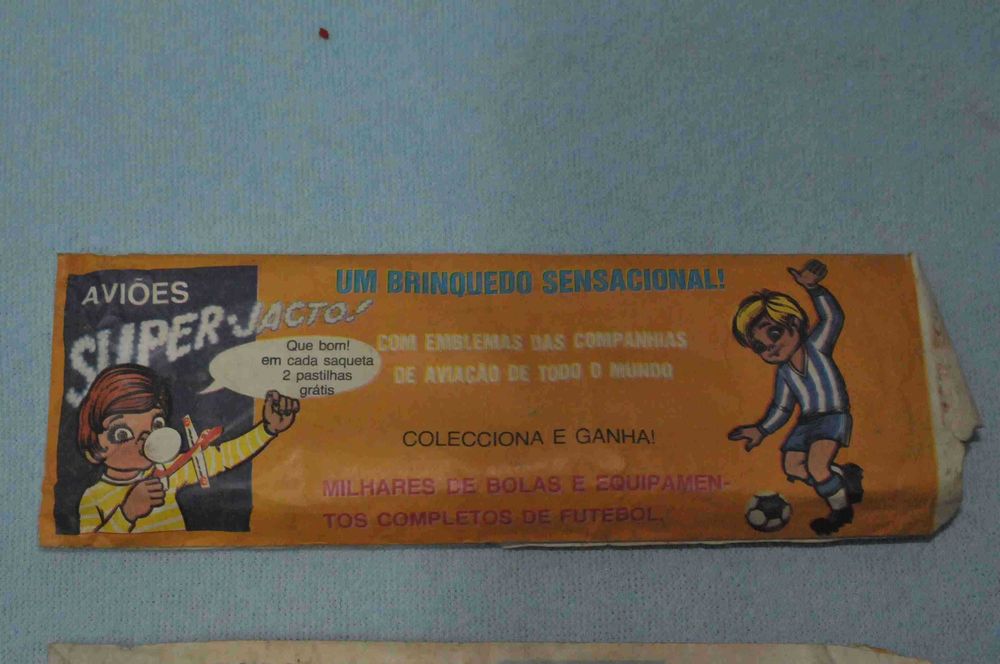 AVIÕES
SUPER-JACTO!
Que bom!
em cada saqueta
2 pastilhas
grátis
UM BRINQUEDO SENSACIONAL!
COM EMBLEMAS DAS COMPANHIAS
DE AVIAÇÃO DE TODO O MUNDO
COLECCIONA E GANHA!
MILHARES DE BOLAS E EQUIPAMEN-
TOS COMPLETOS DE FUTEBOL.